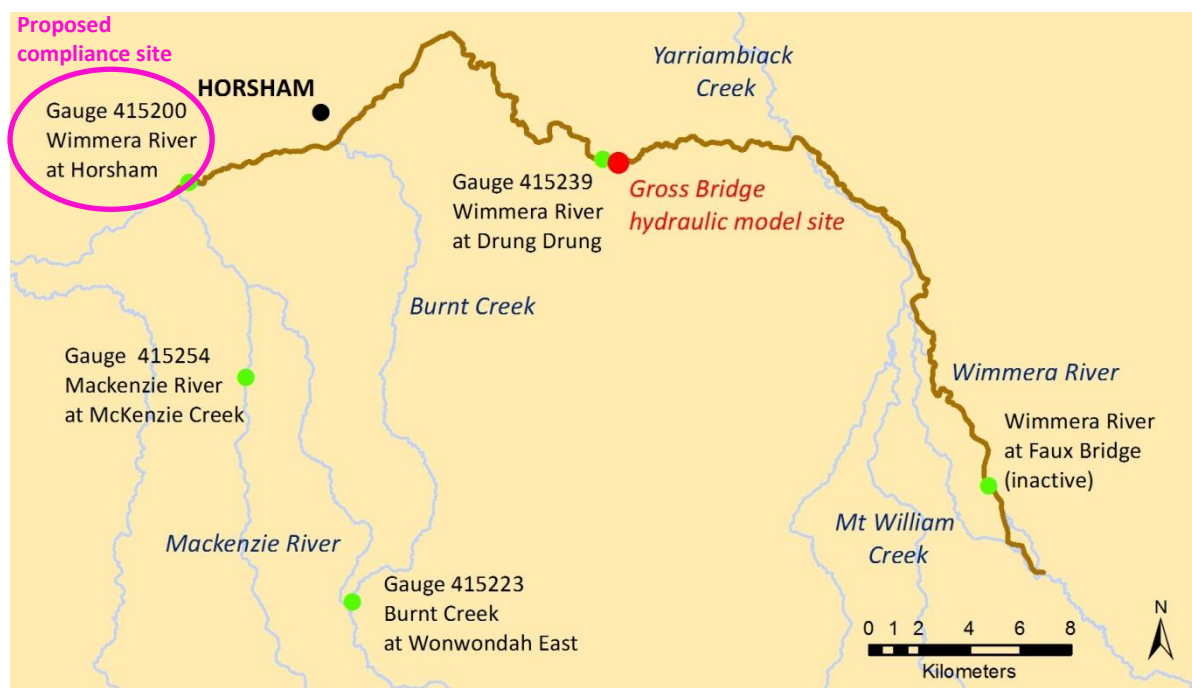 Proposed
compliance site
Gauge 415200
Wimmera River
at Horsham
HORSHAM
Yarriambiack
Creek
Gauge 415239
Wimmera River
at Drung Drung
Gross Bridge
hydraulic model site
Burnt Creek
Gauge  415254
Mackenzie River
at McKenzie Creek
Wimmera River
Wimmera River
at Faux Bridge
(inactive)
Mackenzie River
Mt William
Creek
Gauge 415223
Burnt Creek
at Wonwondah East
N
0 1 2 4 6 8
Kilometers